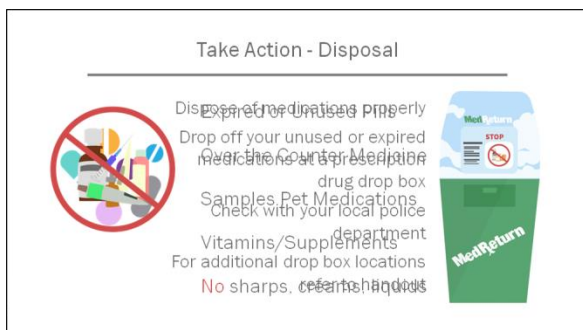 Take Action - Disposal
Dispose of medications properly
Drop off your unused or expired
medications at a prescription
drug drop box
Check with your local police
department
For additional drop box locations
refer to handout
Expired or Unused Pills
Over the Counter Medicine
Samples Pet Medications
Vitamins/Supplements
No sharps, creams, liquids
MedReturn
STOP
MedReturn